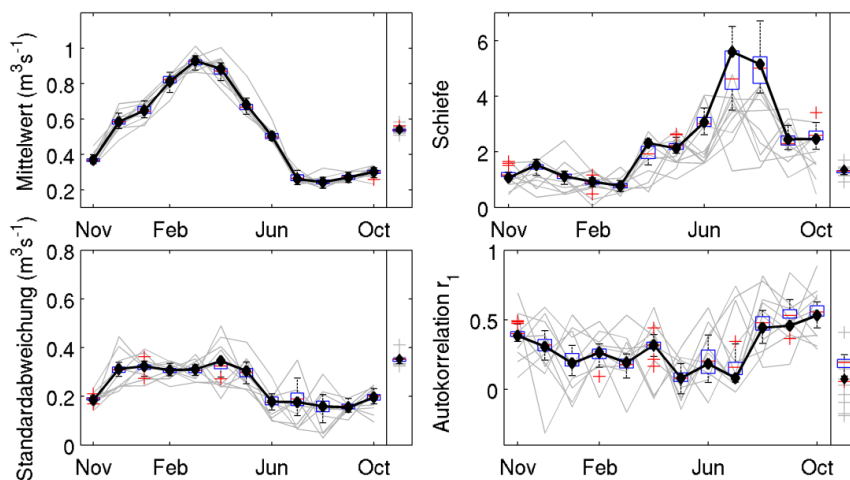 Mittelwert (m³s⁻¹)
1
0.8
0.6
0.4
0.2
Nov Feb Jun Oct
Schiefe
6
4
2
0
Nov Feb Jun Oct
Standardabweichung (m³s⁻¹)
0.8
0.6
0.4
0.2
0
Nov Feb Jun Oct
Autokorrelation r₁
1
0.5
0
Nov Feb Jun Oct